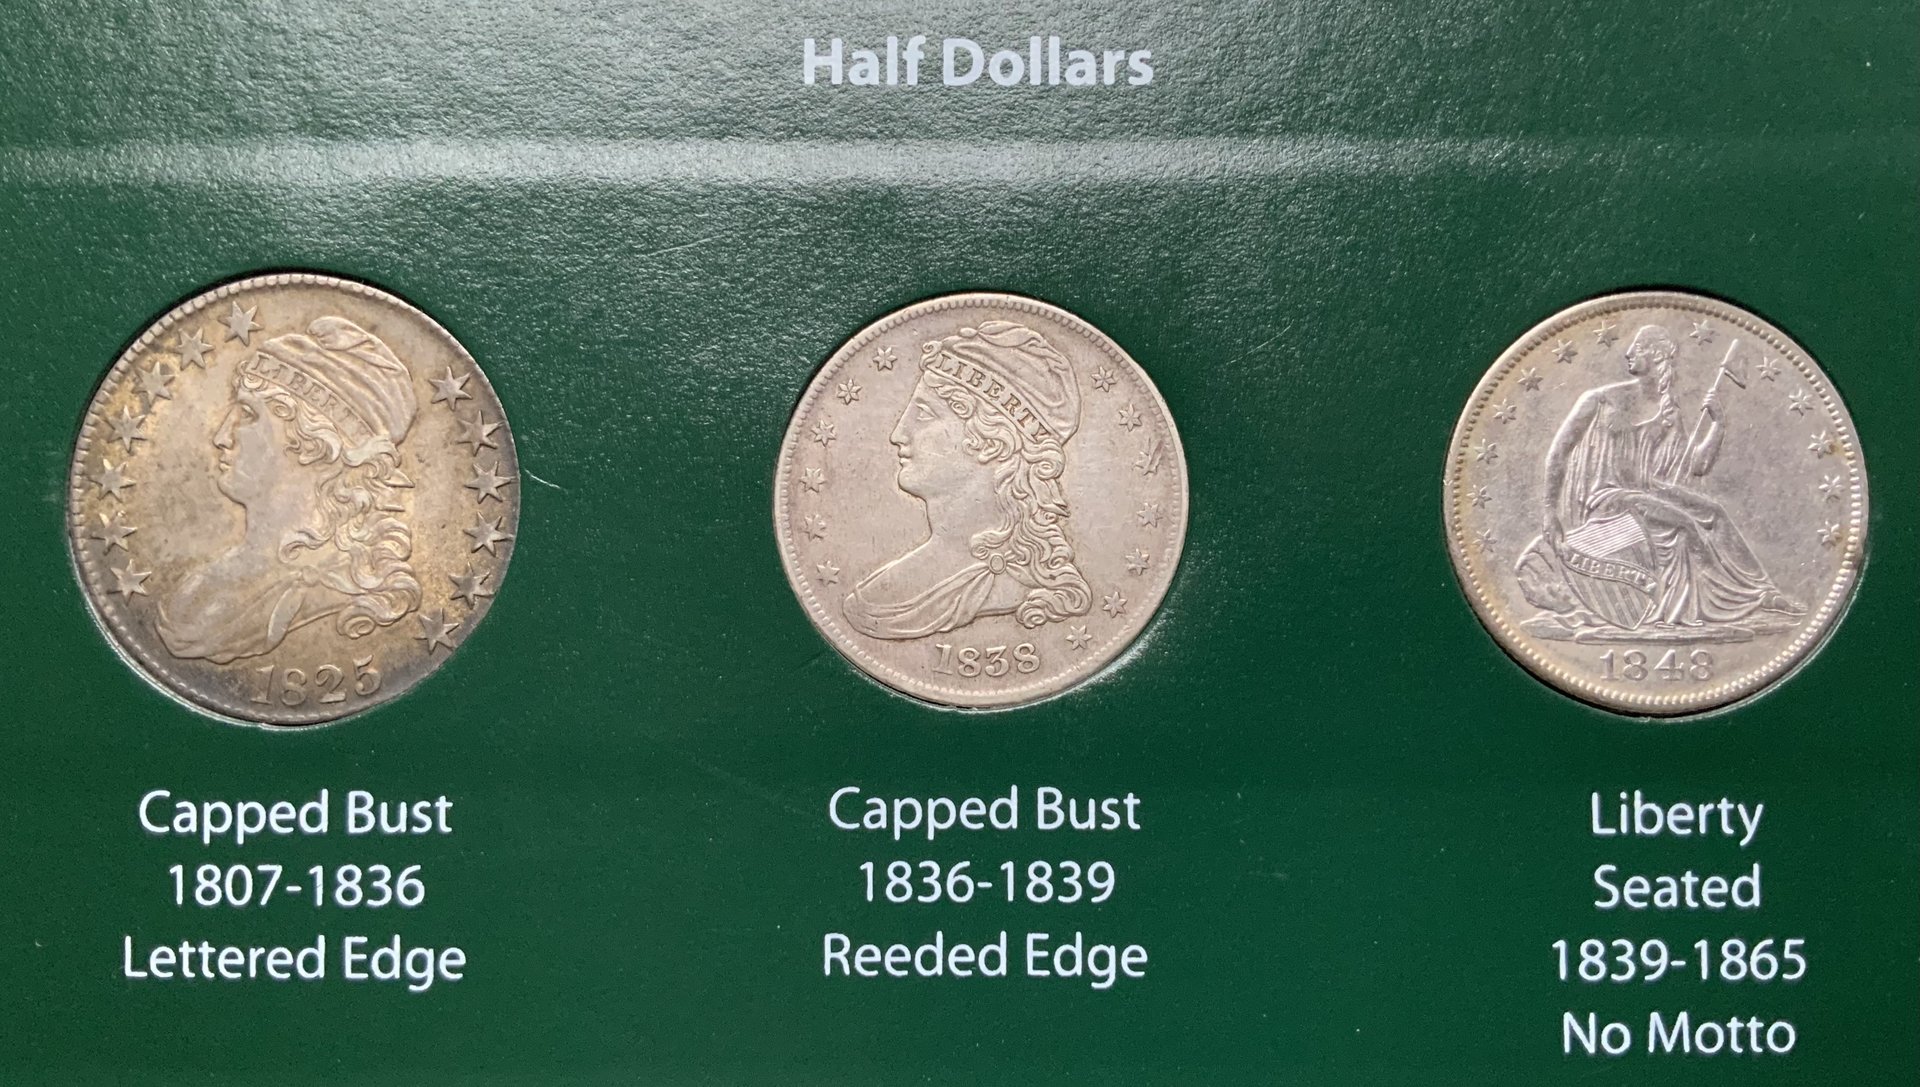 Half Dollars
LIBERTY
1825
LIBERTY
1838
LIBERTY
1848
Capped Bust
1807-1836
Lettered Edge
Capped Bust
1836-1839
Reeded Edge
Liberty
Seated
1839-1865
No Motto